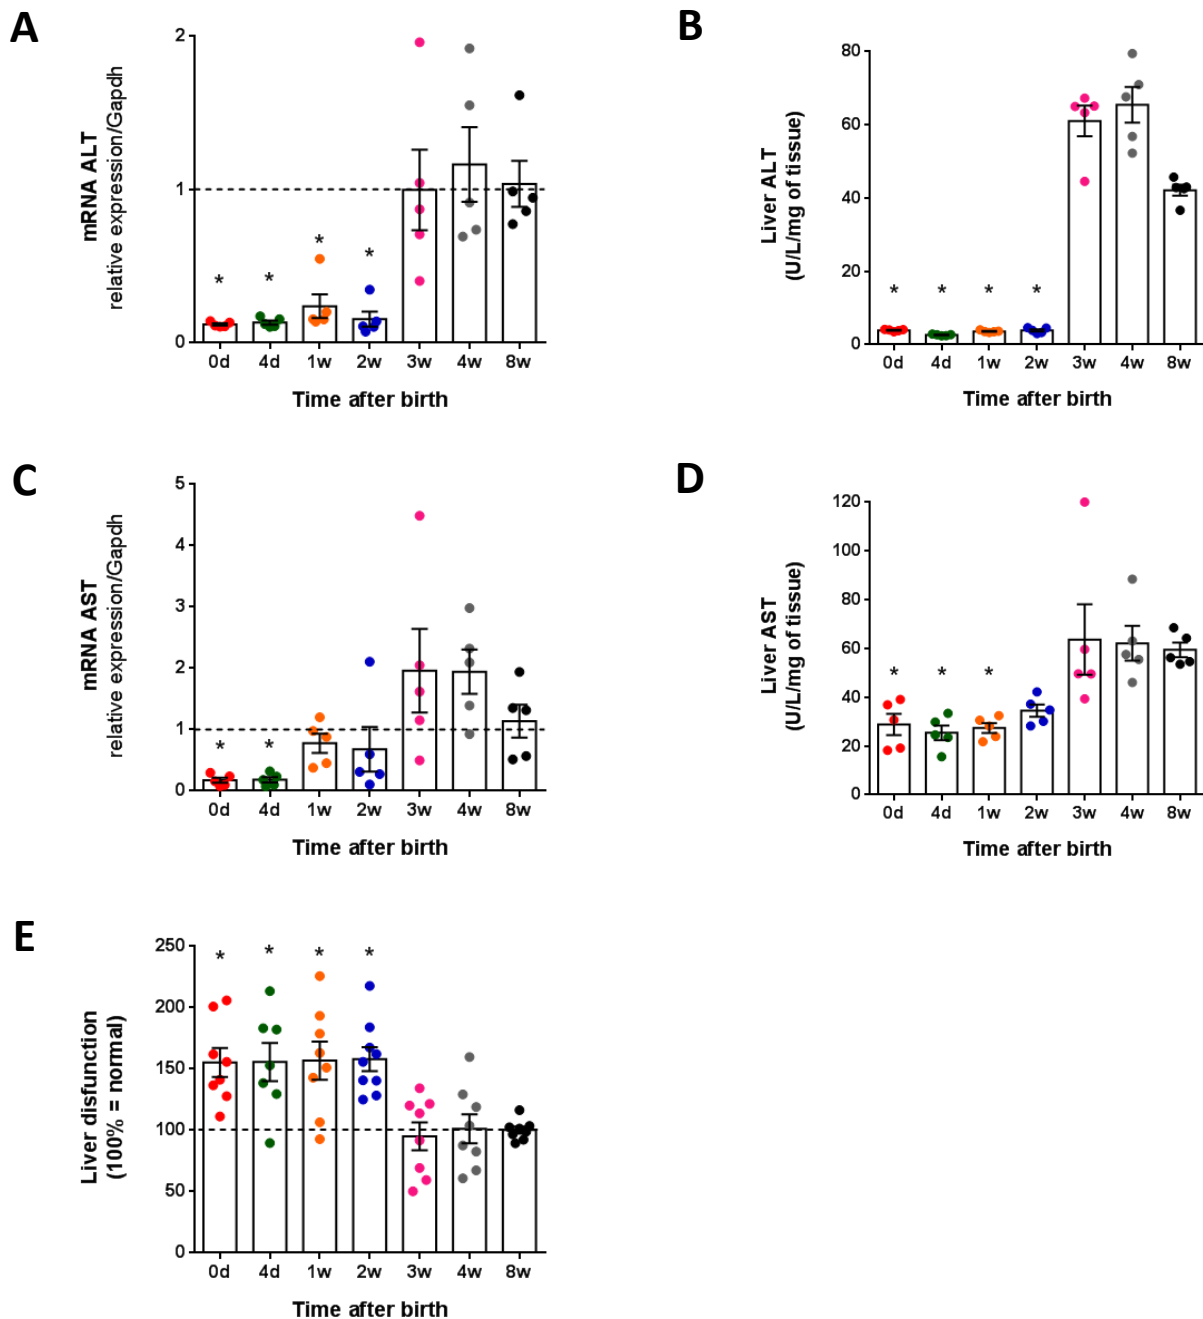 A
mRNA ALT
relative expression/Gapdh
2
1
0
*
*
*
*
0d 4d 1w 2w 3w 4w 8w
Time after birth
B
Liver ALT
(U/L/mg of tissue)
80
60
40
20
0
* * * *
0d 4d 1w 2w 3w 4w 8w
Time after birth
C
mRNA AST
relative expression/Gapdh
5
4
3
2
1
0
* *
0d 4d 1w 2w 3w 4w 8w
Time after birth
D
Liver AST
(U/L/mg of tissue)
120
100
80
60
40
20
0
* * *
0d 4d 1w 2w 3w 4w 8w
Time after birth
E
Liver disfunction
(100% = normal)
250
200
150
100
50
0
* * * *
0d 4d 1w 2w 3w 4w 8w
Time after birth